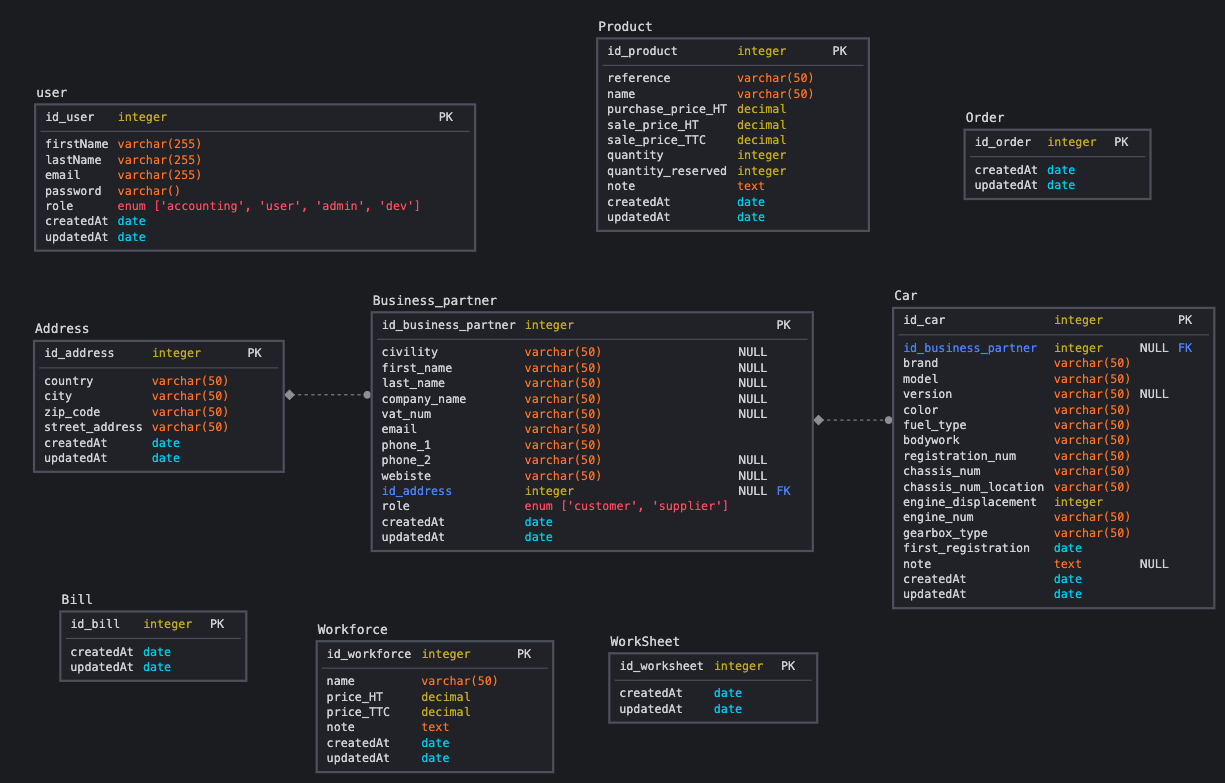 Product
id_product integer PK
reference varchar(50)
name varchar(50)
purchase_price_HT decimal
sale_price_HT decimal
sale_price_TTC decimal
quantity integer
quantity_reserved integer
note text
createdAt date
updatedAt date
user
id_user integer PK
firstName varchar(255)
lastName varchar(255)
email varchar(255)
password varchar()
role enum ['accounting', 'user', 'admin', 'dev']
createdAt date
updatedAt date
Order
id_order integer PK
createdAt date
updatedAt date
Address
id_address integer PK
country varchar(50)
city varchar(50)
zip_code varchar(50)
street_address varchar(50)
createdAt date
updatedAt date
Business_partner
id_business_partner integer PK
civility varchar(50) NULL
first_name varchar(50) NULL
last_name varchar(50) NULL
company_name varchar(50) NULL
vat_num varchar(50) NULL
email varchar(50)
phone_1 varchar(50)
phone_2 varchar(50) NULL
webiste varchar(50) NULL
id_address integer NULL FK
role enum ['customer', 'supplier']
createdAt date
updatedAt date
Car
id_car integer PK
id_business_partner integer NULL FK
brand varchar(50)
model varchar(50)
version varchar(50) NULL
color varchar(50)
fuel_type varchar(50)
bodywork varchar(50)
registration_num varchar(50)
chassis_num varchar(50)
chassis_num_location varchar(50)
engine_displacement integer
engine_num varchar(50)
gearbox_type varchar(50)
first_registration date
note text NULL
createdAt date
updatedAt date
Bill
id_bill integer PK
createdAt date
updatedAt date
Workforce
id_workforce integer PK
name varchar(50)
price_HT decimal
price_TTC decimal
note text
createdAt date
updatedAt date
WorkSheet
id_worksheet integer PK
createdAt date
updatedAt date